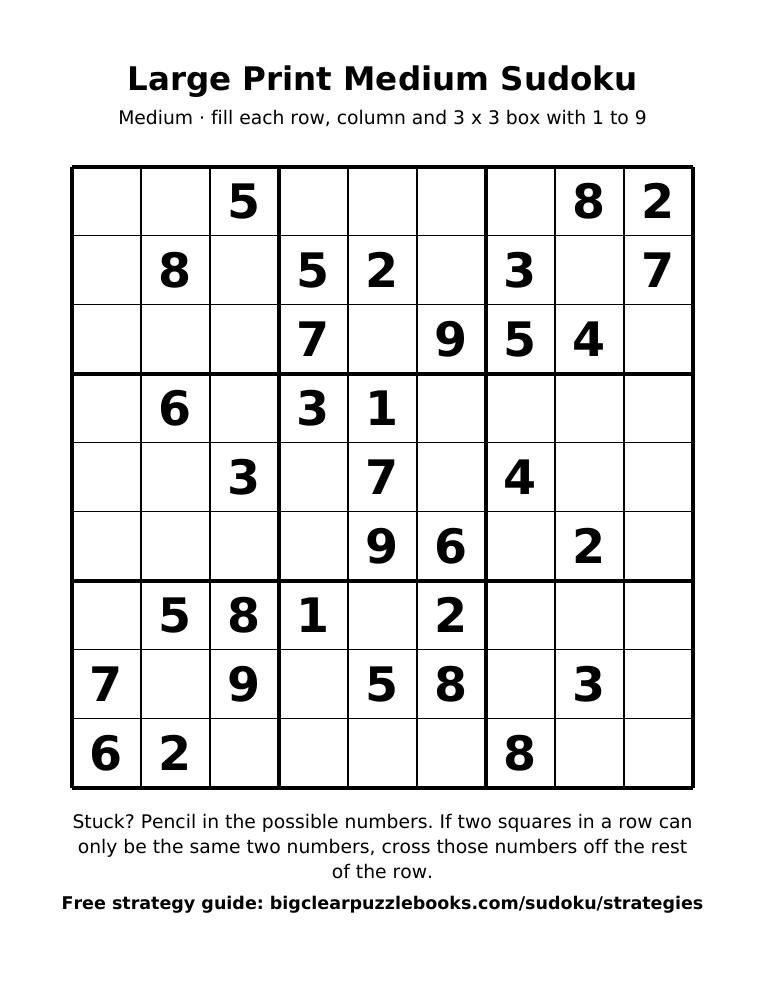 Large Print Medium Sudoku
Medium · fill each row, column and 3 x 3 box with 1 to 9
5 8 2
8 5 2 3 7
7 9 5 4
6 3 1
3 7 4
9 6 2
5 8 1 2
7 9 5 8 3
6 2 8
Stuck? Pencil in the possible numbers. If two squares in a row can
only be the same two numbers, cross those numbers off the rest
of the row.
Free strategy guide: bigclearpuzzlebooks.com/sudoku/strategies